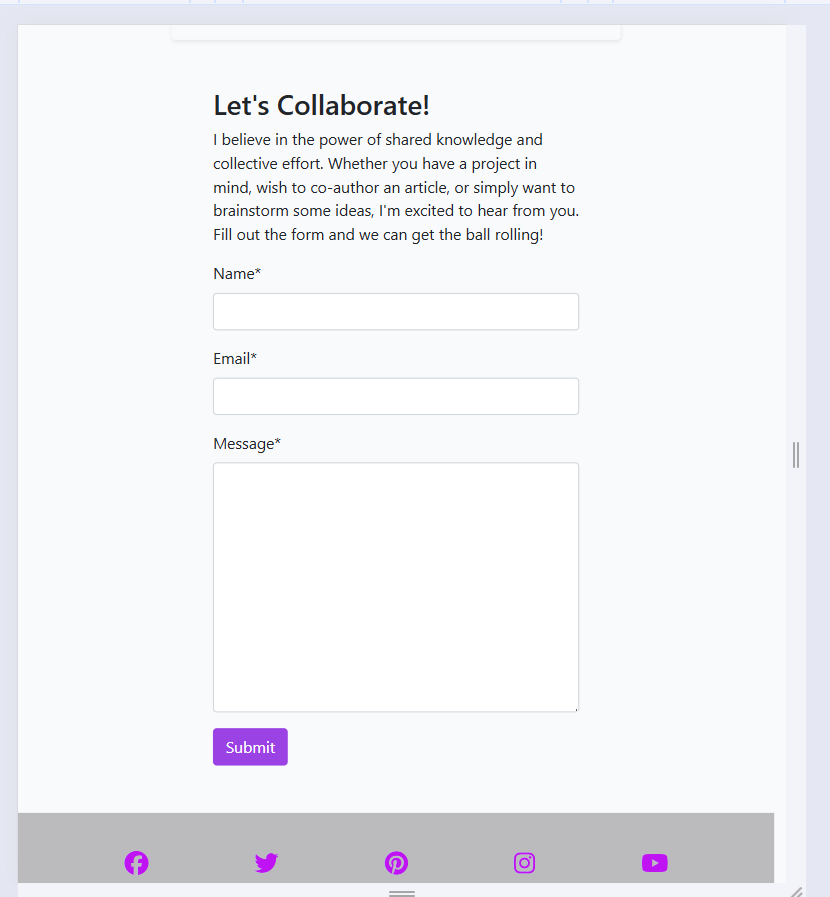 Let's Collaborate!
I believe in the power of shared knowledge and
collective effort. Whether you have a project in
mind, wish to co-author an article, or simply want to
brainstorm some ideas, I'm excited to hear from you.
Fill out the form and we can get the ball rolling!
Name*
Email*
Message*
Submit